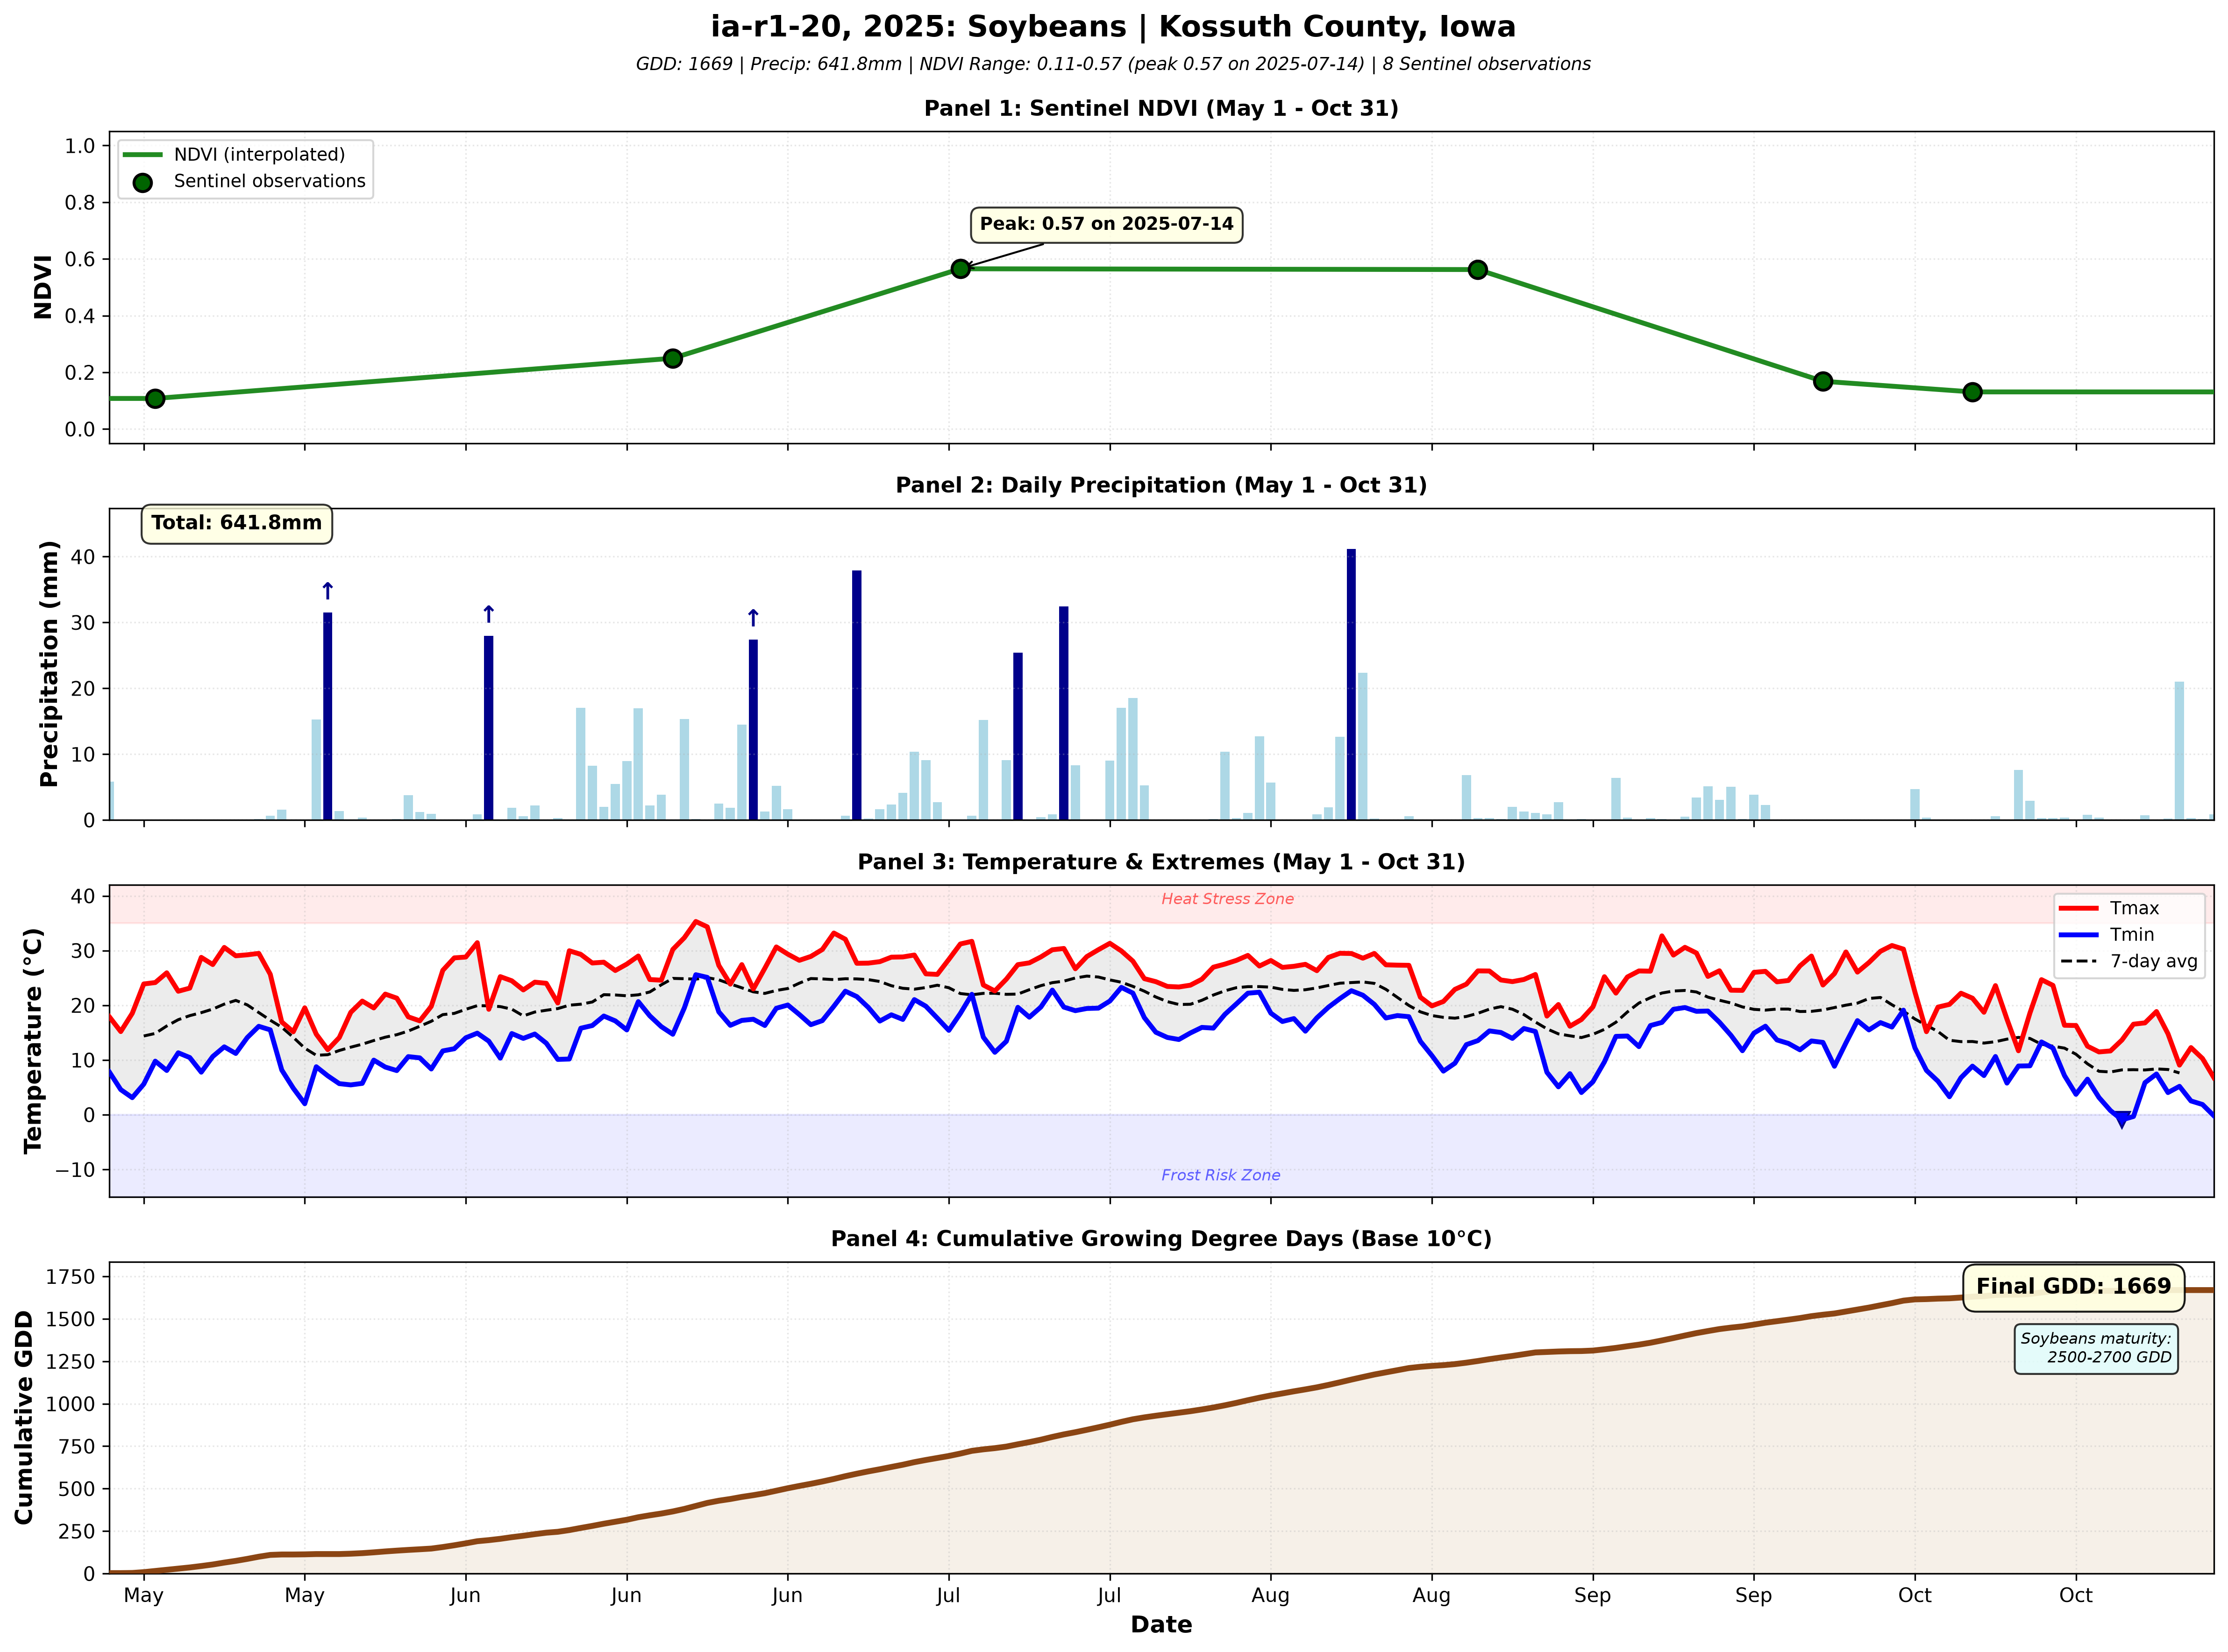 ia-r1-20, 2025: Soybeans | Kossuth County, Iowa
GDD: 1669 | Precip: 641.8mm | NDVI Range: 0.11-0.57 (peak 0.57 on 2025-07-14) | 8 Sentinel observations
Panel 1: Sentinel NDVI (May 1 - Oct 31)
NDVI
1.0
0.8
0.6
0.4
0.2
0.0
NDVI (interpolated)
Sentinel observations
Peak: 0.57 on 2025-07-14
Panel 2: Daily Precipitation (May 1 - Oct 31)
Precipitation (mm)
40
30
20
10
0
Total: 641.8mm
↑
↑
↑
Panel 3: Temperature & Extremes (May 1 - Oct 31)
Temperature (°C)
40
30
20
10
0
−10
Heat Stress Zone
Frost Risk Zone
Tmax
Tmin
7-day avg
Panel 4: Cumulative Growing Degree Days (Base 10°C)
Cumulative GDD
1750
1500
1250
1000
750
500
250
0
Final GDD: 1669
Soybeans maturity:
2500-2700 GDD
May May Jun Jun Jun Jul Jul Aug Aug Sep Sep Oct Oct
Date